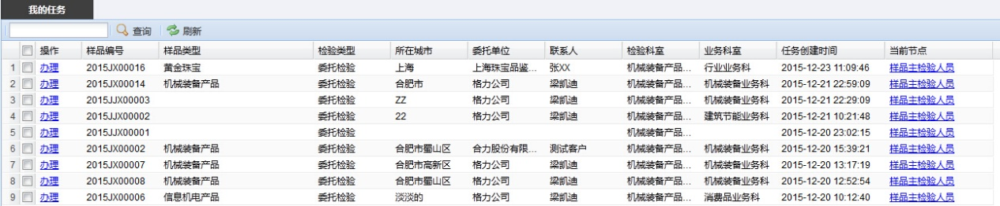 我的任务
查询 刷新
操作 样品编号 样品类型 检验类型 所在城市 委托单位 联系人 检验科室 业务科室 任务创建时间 当前节点
1 办理 2015JX00016 黄金珠宝 委托检验 上海 上海珠宝品鉴... 张XX 机械装备产品... 行业业务科 2015-12-23 11:09:46 样品主检验人员
2 办理 2015JX00014 机械装备产品 委托检验 合肥市 格力公司 梁凯迪 机械装备产品... 机械装备业务科 2015-12-21 22:59:09 样品主检验人员
3 办理 2015JJX00003 委托检验 ZZ 格力公司 梁凯迪 机械装备产品... 机械装备业务科 2015-12-21 22:29:09 样品主检验人员
4 办理 2015JJX00002 委托检验 22 格力公司 梁凯迪 机械装备产品... 建筑节能业务科 2015-12-21 10:21:48 样品主检验人员
5 办理 2015JJX00001 委托检验 机械装备产品... 2015-12-20 23:02:15 样品主检验人员
6 办理 2015JX00002 机械装备产品 委托检验 合肥市蜀山区 合力股份有限... 测试客户 机械装备产品... 机械装备业务科 2015-12-20 15:39:21 样品主检验人员
7 办理 2015JX00007 机械装备产品 委托检验 合肥市高新区 格力公司 梁凯迪 机械装备产品... 机械装备业务科 2015-12-20 13:17:19 样品主检验人员
8 办理 2015JX00008 机械装备产品 委托检验 合肥市蜀山区 格力公司 梁凯迪 机械装备产品... 机械装备业务科 2015-12-20 12:52:54 样品主检验人员
9 办理 2015JX00006 信息机电产品 委托检验 淡淡的 格力公司 梁凯迪 机械装备产品... 消费品业务科 2015-12-20 10:12:40 样品主检验人员